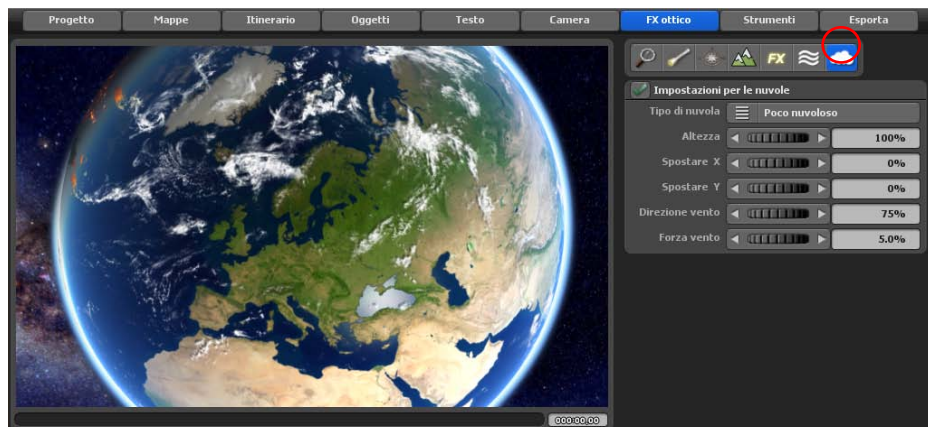 Progetto Mappe Itinerario Oggetti Testo Camera FX ottico Strumenti Esporta
FX
Impostazioni per le nuvole
Tipo di nuvola Poco nuvoloso
Altezza 100%
Spostare X 0%
Spostare Y 0%
Direzione vento 75%
Forza vento 5.0%
000:00,00